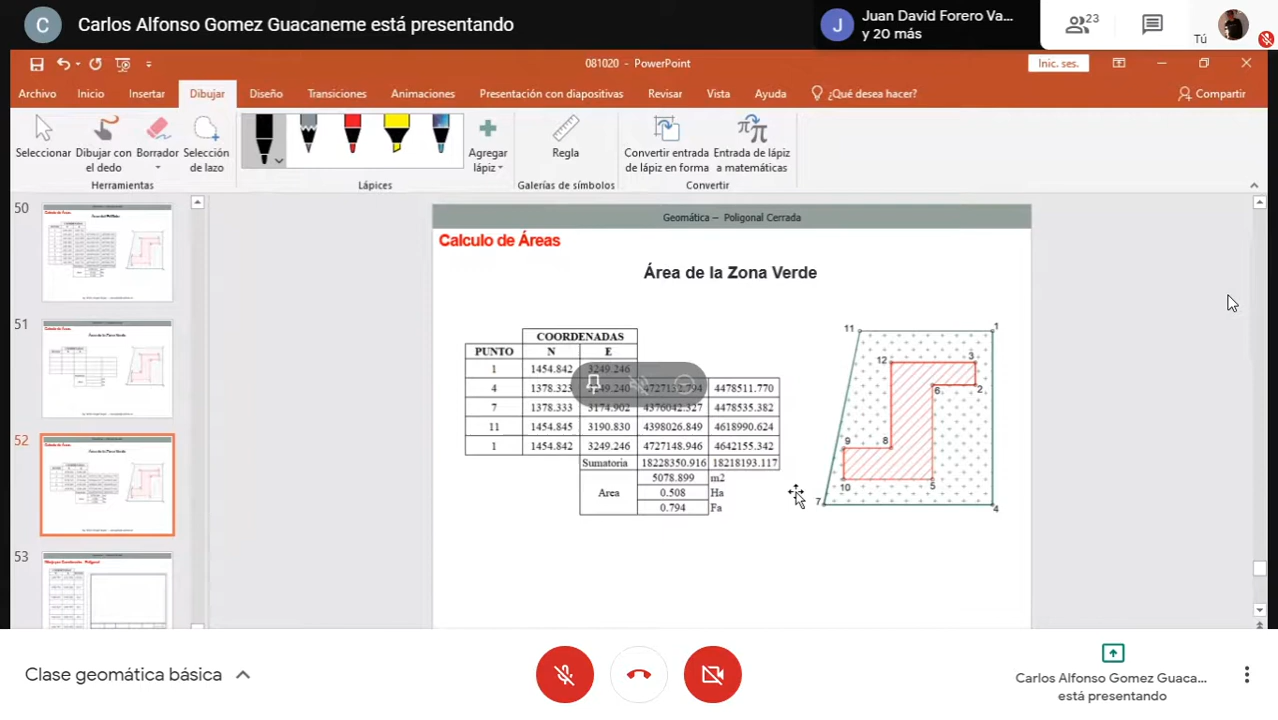 C Carlos Alfonso Gomez Guacaneme está presentando
J Juan David Forero Va...
y 20 más
23
Tú
081020 - PowerPoint
Inic. ses.
Archivo Inicio Insertar Dibujar Diseño Transiciones Animaciones Presentación con diapositivas Revisar Vista Ayuda ¿Qué desea hacer? Compartir
Seleccionar Dibujar con el dedo Borrador Selección de lazo
Agregar lápiz
Regla
Convertir entrada de lápiz en forma
Entrada de lápiz a matemáticas
Herramientas Lápices Galerías de símbolos Convertir
50
51
52
53
Geomática – Poligonal Cerrada
Calculo de Áreas
Área de la Zona Verde
COORDENADAS
PUNTO N E
1 1454.842 3249.246
4 1378.323 3249.240 4727132.794 4478511.770
7 1378.333 3174.902 4376042.327 4478535.382
11 1454.845 3190.830 4398026.849 4618990.624
1 1454.842 3249.246 4727148.946 4642155.342
Sumatoria 18228350.916 18218193.117
Area
5078.899 m2
0.508 Ha
0.794 Fa
11 1
12 3
6 2
9 8
10 5
7 4
Clase geomática básica
Carlos Alfonso Gomez Guaca...
está presentando